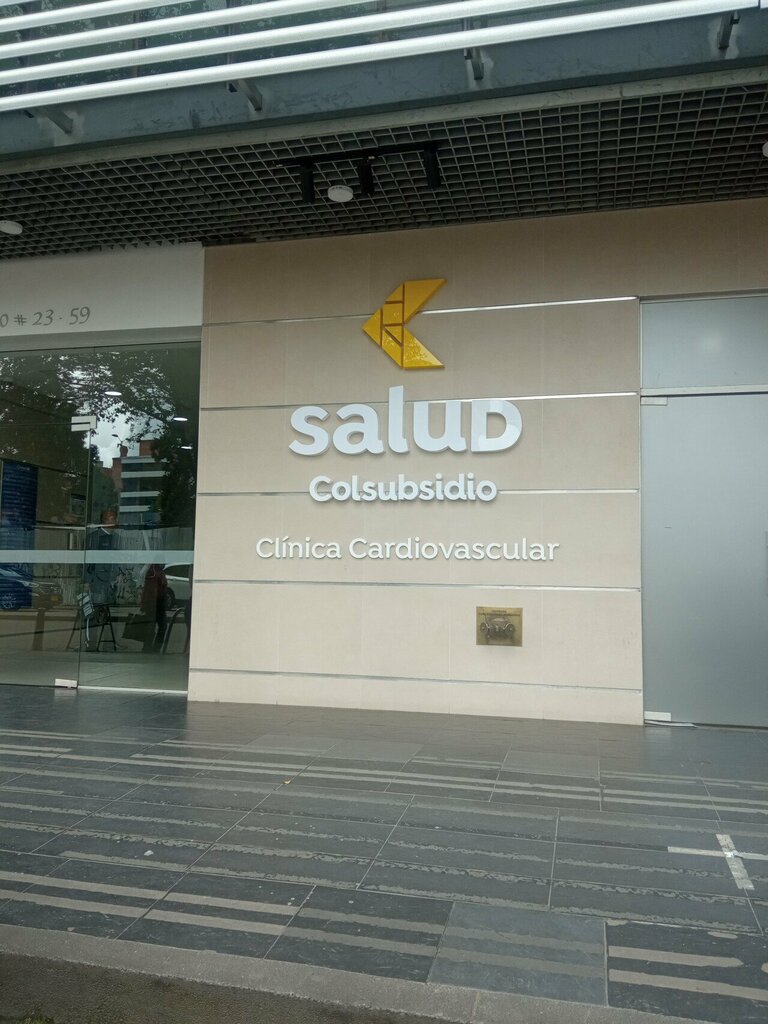 0 # 23 - 59
salud
Colsubsidio
Clínica Cardiovascular